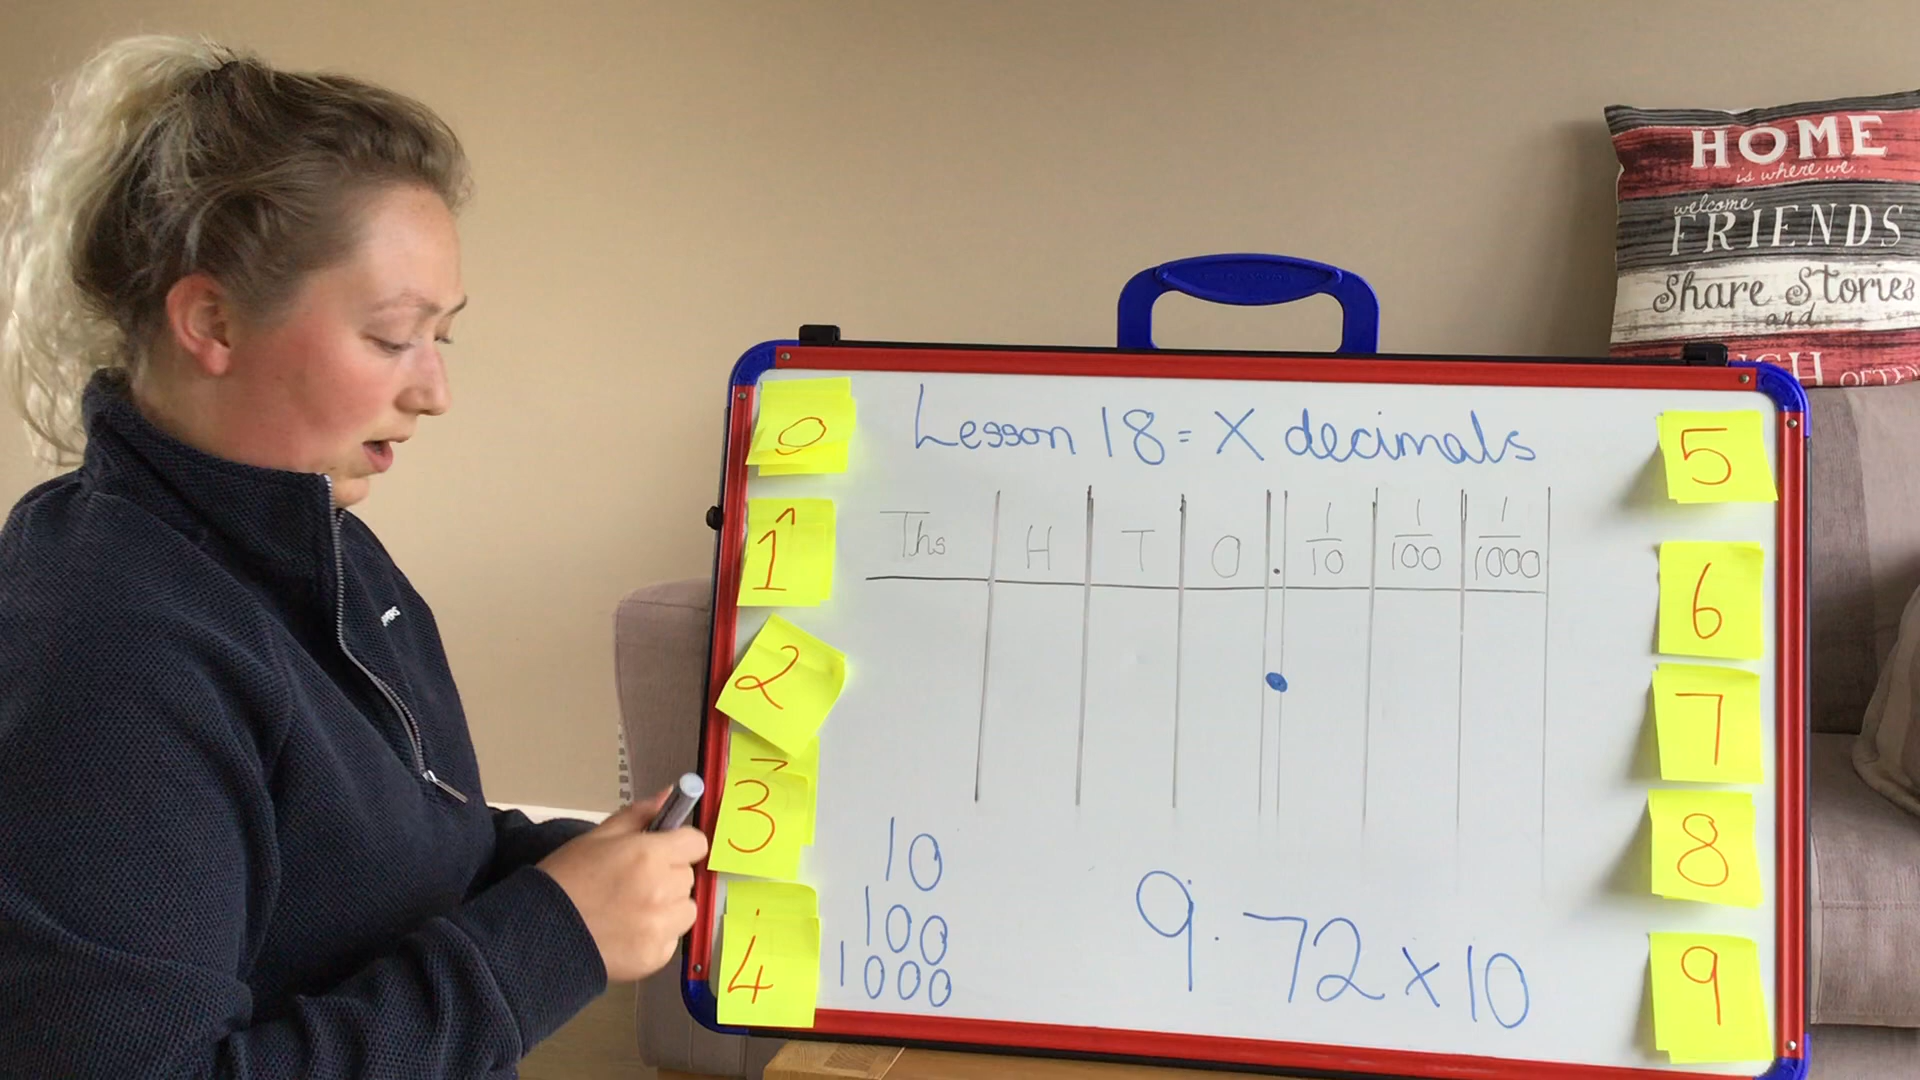 Lesson 18 = X decimals
Ths H T O . 1/10 1/100 1/1000
.
10
100
1000
9.72 x 10
0
1
2
3
4
5
6
7
8
9
HOME
is where we...
welcome
FRIENDS
Share Stories
and